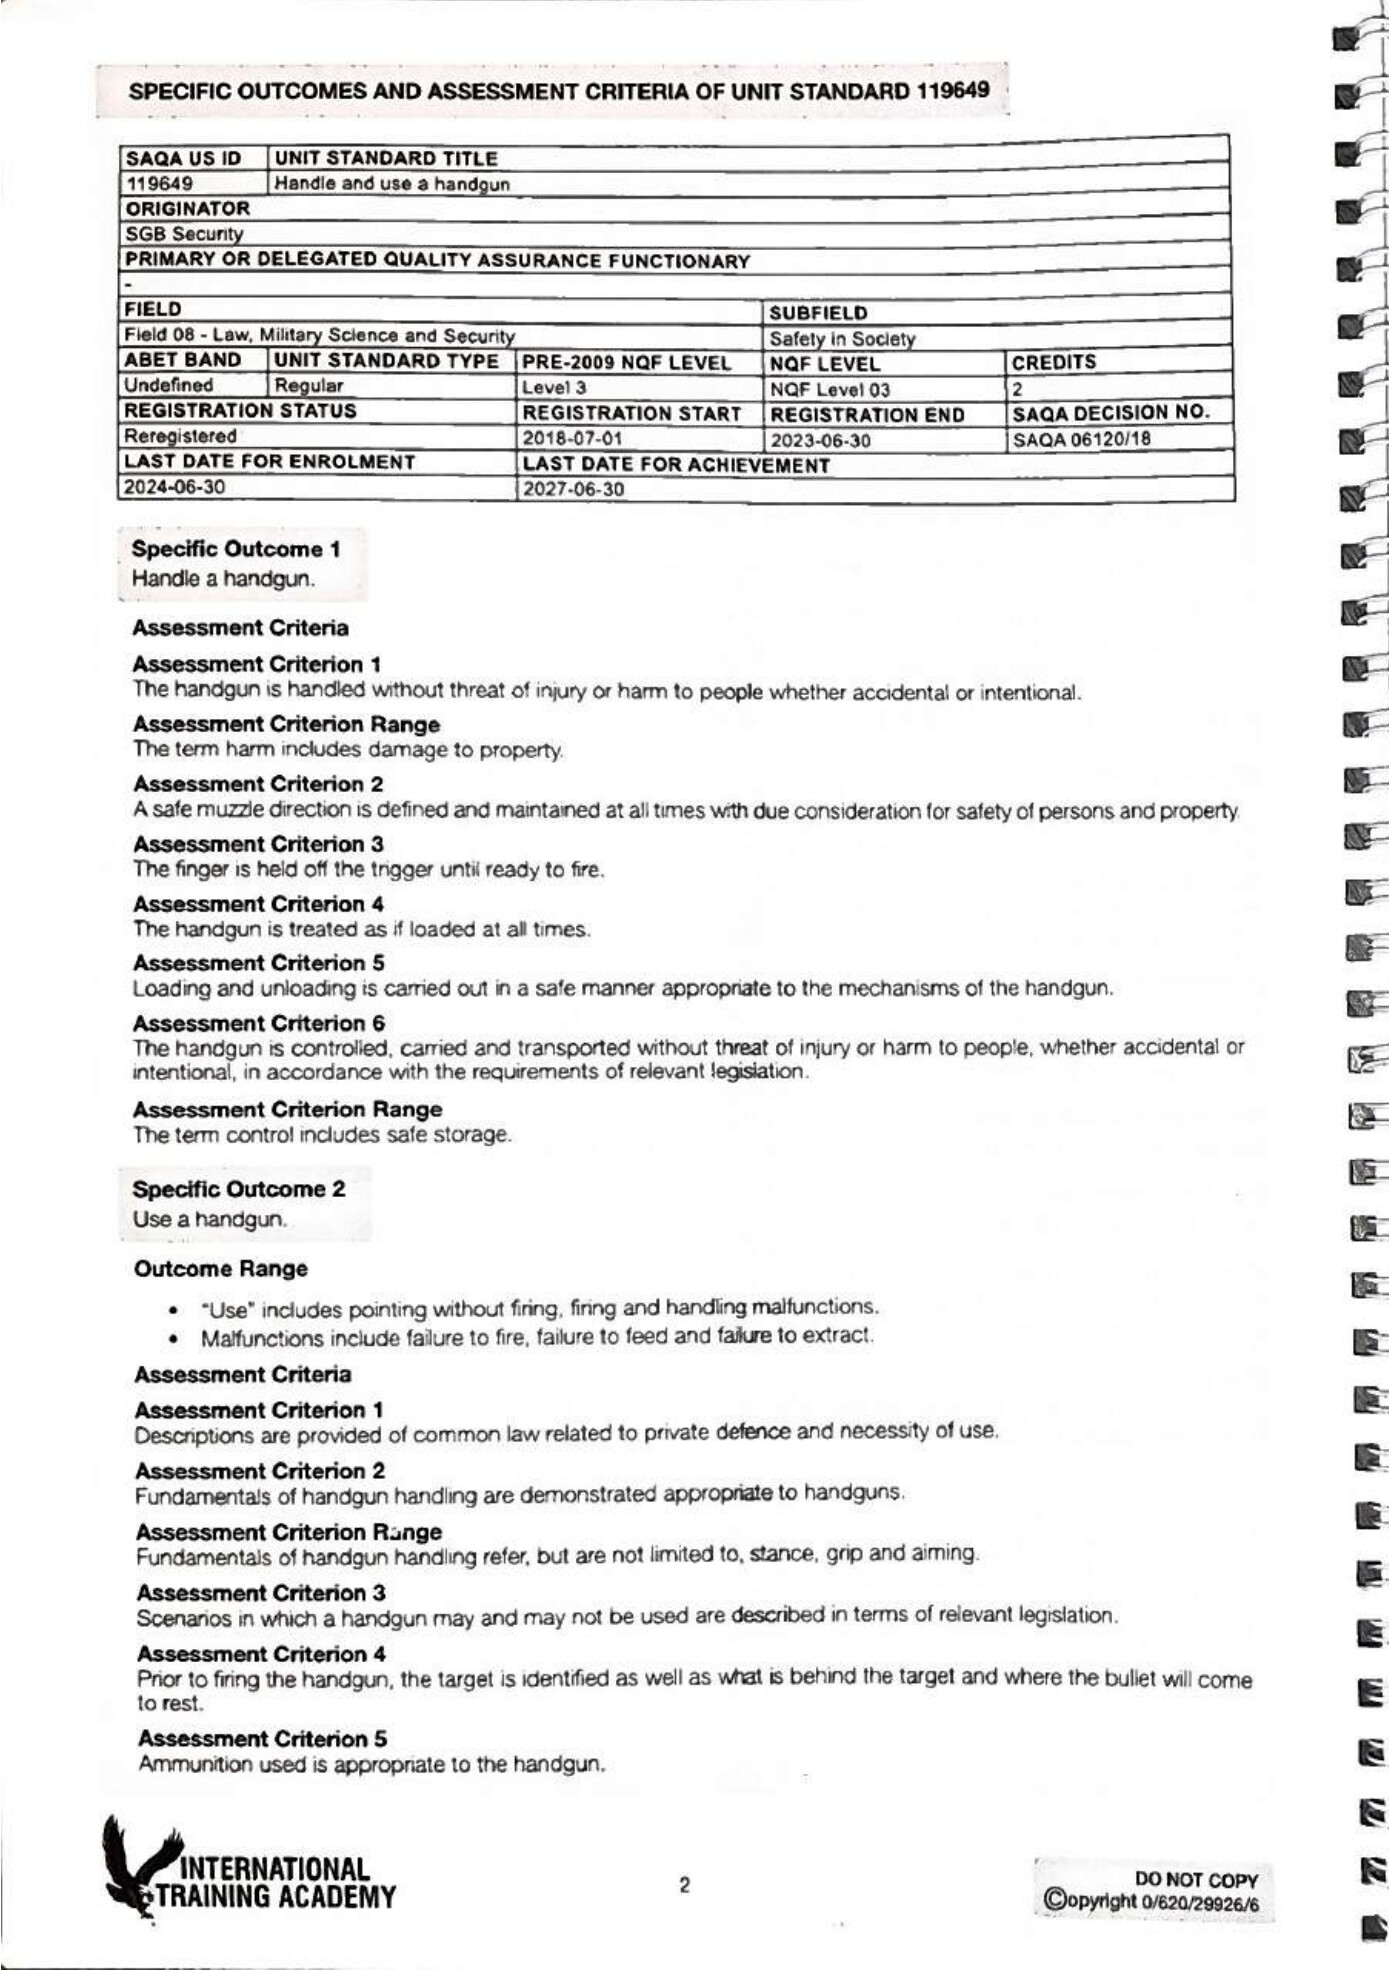 SPECIFIC OUTCOMES AND ASSESSMENT CRITERIA OF UNIT STANDARD 119649
SAQA US ID UNIT STANDARD TITLE
119649 Handle and use a handgun
ORIGINATOR
SGB Security
PRIMARY OR DELEGATED QUALITY ASSURANCE FUNCTIONARY
-
FIELD SUBFIELD
Field 08 - Law, Military Science and Security Safety in Society
ABET BAND UNIT STANDARD TYPE PRE-2009 NQF LEVEL NQF LEVEL CREDITS
Undefined Regular Level 3 NQF Level 03 2
REGISTRATION STATUS REGISTRATION START REGISTRATION END SAQA DECISION NO.
Reregistered 2018-07-01 2023-06-30 SAQA 06120/18
LAST DATE FOR ENROLMENT LAST DATE FOR ACHIEVEMENT
2024-06-30 2027-06-30
Specific Outcome 1
Handle a handgun.
Assessment Criteria
Assessment Criterion 1
The handgun is handled without threat of injury or harm to people whether accidental or intentional.
Assessment Criterion Range
The term harm includes damage to property.
Assessment Criterion 2
A safe muzzle direction is defined and maintained at all times with due consideration for safety of persons and property
Assessment Criterion 3
The finger is held off the trigger until ready to fire.
Assessment Criterion 4
The handgun is treated as if loaded at all times.
Assessment Criterion 5
Loading and unloading is carried out in a safe manner appropriate to the mechanisms of the handgun.
Assessment Criterion 6
The handgun is controlled, carried and transported without threat of injury or harm to people, whether accidental or
intentional, in accordance with the requirements of relevant legislation.
Assessment Criterion Range
The term control includes safe storage.
Specific Outcome 2
Use a handgun.
Outcome Range
• "Use" includes pointing without firing, firing and handling malfunctions.
• Malfunctions include failure to fire, failure to feed and failure to extract.
Assessment Criteria
Assessment Criterion 1
Descriptions are provided of common law related to private defence and necessity of use.
Assessment Criterion 2
Fundamentals of handgun handling are demonstrated appropriate to handguns.
Assessment Criterion Range
Fundamentals of handgun handling refer, but are not limited to, stance, grip and aiming.
Assessment Criterion 3
Scenarios in which a handgun may and may not be used are described in terms of relevant legislation.
Assessment Criterion 4
Prior to firing the handgun, the target is identified as well as what is behind the target and where the bullet will come
to rest.
Assessment Criterion 5
Ammunition used is appropriate to the handgun.
INTERNATIONAL
TRAINING ACADEMY
2
DO NOT COPY
©opyright 0/620/29926/6